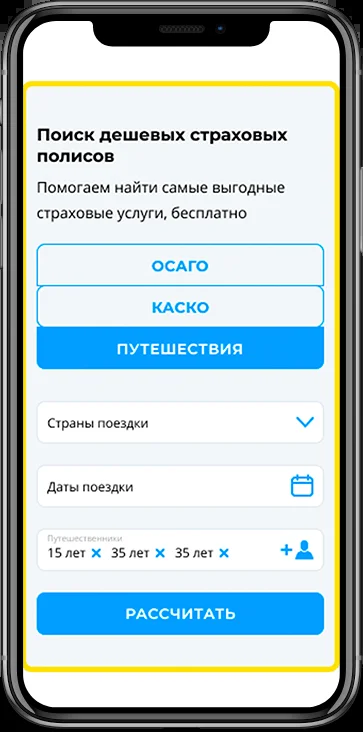 Поиск дешевых страховых
полисов
Помогаем найти самые выгодные
страховые услуги, бесплатно
ОСАГО
КАСКО
ПУТЕШЕСТВИЯ
Страны поездки
Даты поездки
Путешественники
15 лет × 35 лет × 35 лет ×
РАССЧИТАТЬ